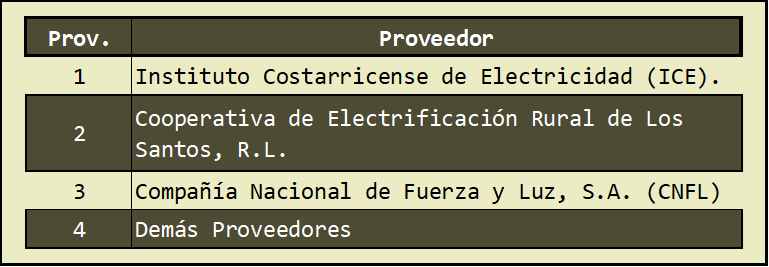 Prov. Proveedor
1 Instituto Costarricense de Electricidad (ICE).
2 Cooperativa de Electrificación Rural de Los
Santos, R.L.
3 Compañía Nacional de Fuerza y Luz, S.A. (CNFL)
4 Demás Proveedores